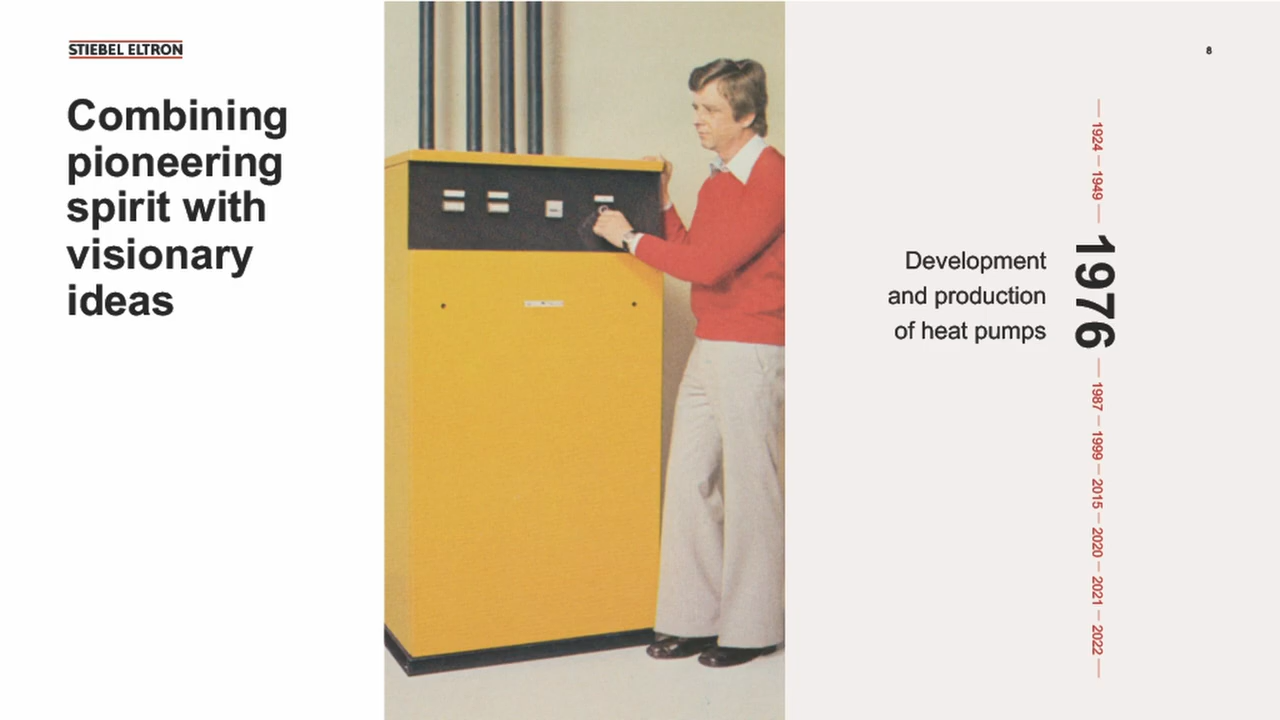 STIEBEL ELTRON
8
Combining
pioneering
spirit with
visionary
ideas
Development
and production
of heat pumps
1924 — 1949 — 1976 — 1987 — 1999 — 2015 — 2020 — 2021 — 2022